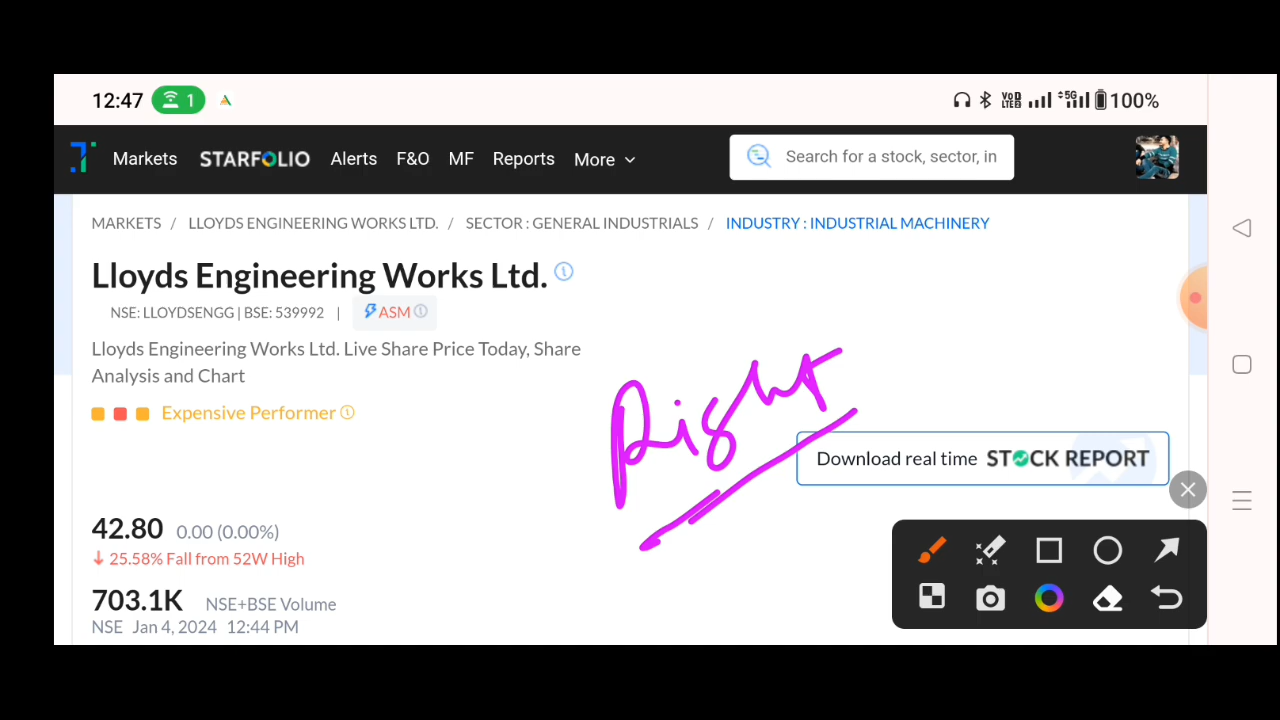 12:47 1 VoD LTE 5G 100%
Markets STARFOLIO Alerts F&O MF Reports More Search for a stock, sector, in
MARKETS / LLOYDS ENGINEERING WORKS LTD. / SECTOR : GENERAL INDUSTRIALS / INDUSTRY : INDUSTRIAL MACHINERY
Lloyds Engineering Works Ltd.
NSE: LLOYDSENGG | BSE: 539992 | ASM
Lloyds Engineering Works Ltd. Live Share Price Today, Share
Analysis and Chart
Expensive Performer
Right
Download real time STOCK REPORT
42.80 0.00 (0.00%)
↓ 25.58% Fall from 52W High
703.1K NSE+BSE Volume
NSE Jan 4, 2024 12:44 PM